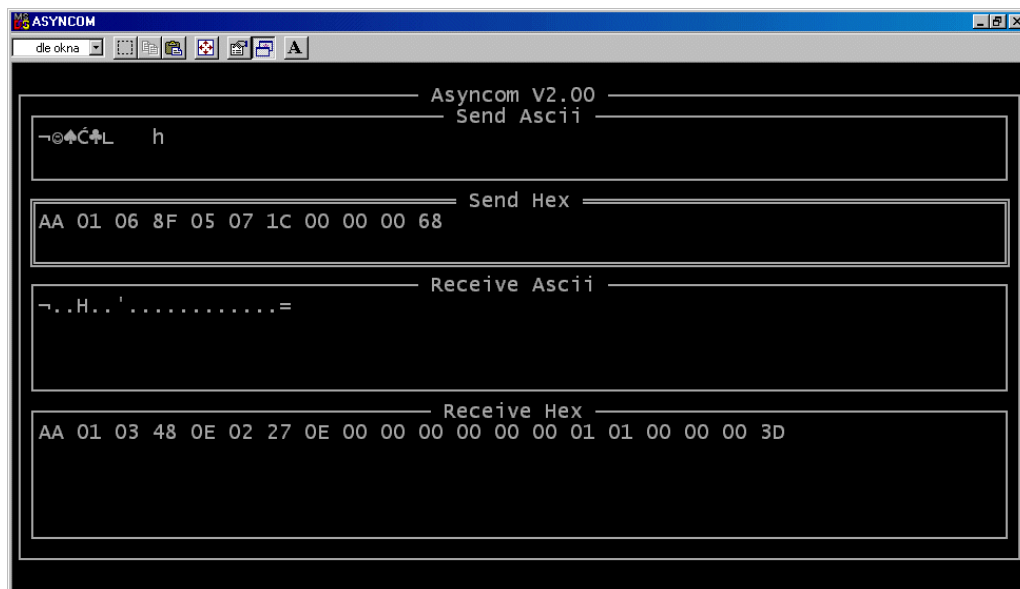 ASYNCOM
dle okna
A
Asyncom V2.00
Send Ascii
¬☺♠Ć♣∟   h
Send Hex
AA 01 06 8F 05 07 1C 00 00 00 68
Receive Ascii
¬..H..'............=
Receive Hex
AA 01 03 48 0E 02 27 0E 00 00 00 00 00 00 01 01 00 00 00 3D